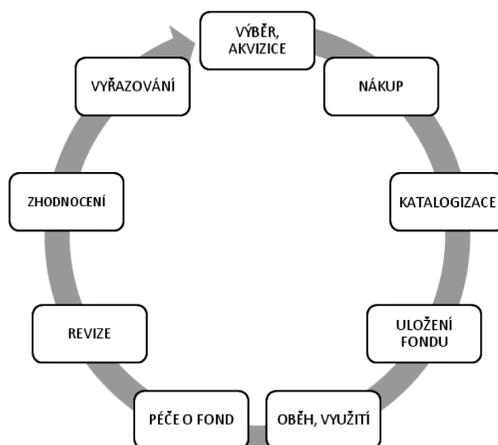 VÝBĚR,
AKVIZICE
NÁKUP
KATALOGIZACE
ULOŽENÍ
FONDU
OBĚH, VYUŽITÍ
PÉČE O FOND
REVIZE
ZHODNOCENÍ
VYŘAZOVÁNÍ